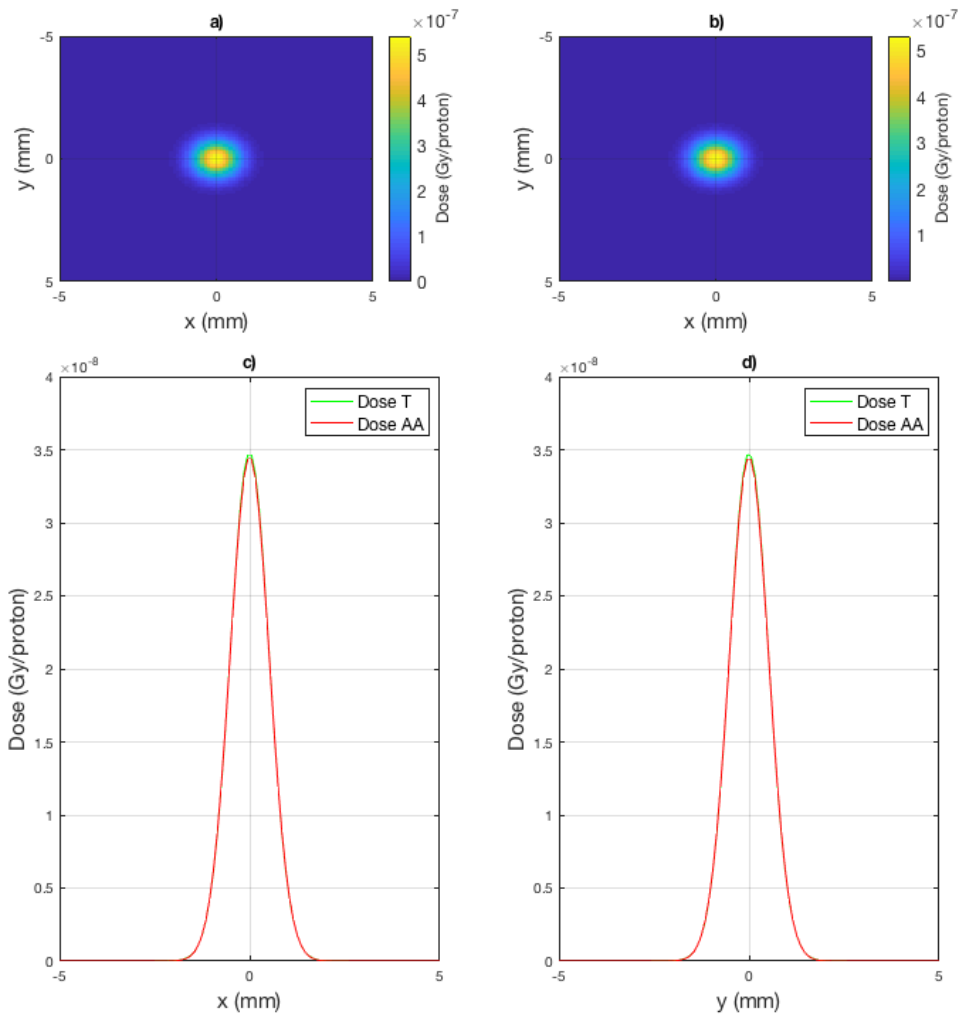 a)
×10⁻⁷
-5
0
5
y (mm)
-5
0
5
x (mm)
5
4
3
2
1
0
Dose (Gy/proton)
b)
×10⁻⁷
-5
0
5
y (mm)
-5
0
5
x (mm)
5
4
3
2
1
Dose (Gy/proton)
c)
×10⁻⁸
4
3.5
3
2.5
2
1.5
1
0.5
0
Dose (Gy/proton)
-5
0
5
x (mm)
Dose T
Dose AA
d)
×10⁻⁸
4
3.5
3
2.5
2
1.5
1
0.5
0
Dose (Gy/proton)
-5
0
5
y (mm)
Dose T
Dose AA